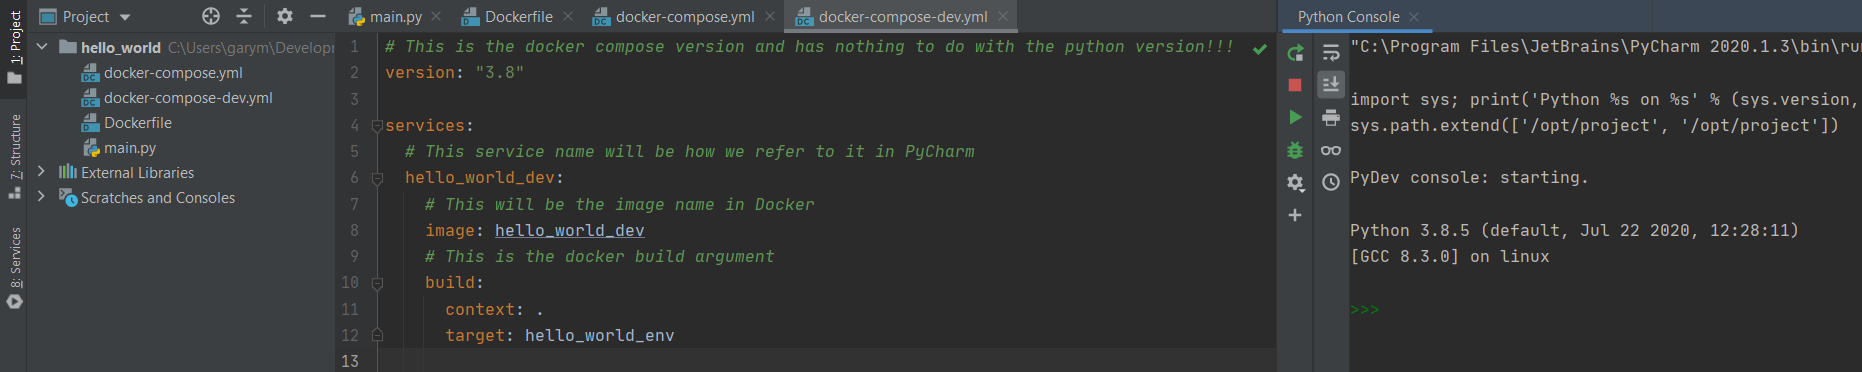 1: Project
7: Structure
8: Services
Project
hello_world C:\Users\garym\Developm
docker-compose.yml
docker-compose-dev.yml
Dockerfile
main.py
External Libraries
Scratches and Consoles
main.py Dockerfile docker-compose.yml docker-compose-dev.yml
1 # This is the docker compose version and has nothing to do with the python version!!!
2 version: "3.8"
3
4 services:
5 # This service name will be how we refer to it in PyCharm
6 hello_world_dev:
7 # This will be the image name in Docker
8 image: hello_world_dev
9 # This is the docker build argument
10 build:
11 context: .
12 target: hello_world_env
13
Python Console
"C:\Program Files\JetBrains\PyCharm 2020.1.3\bin\run
import sys; print('Python %s on %s' % (sys.version,
sys.path.extend(['/opt/project', '/opt/project'])
PyDev console: starting.
Python 3.8.5 (default, Jul 22 2020, 12:28:11)
[GCC 8.3.0] on linux
>>>